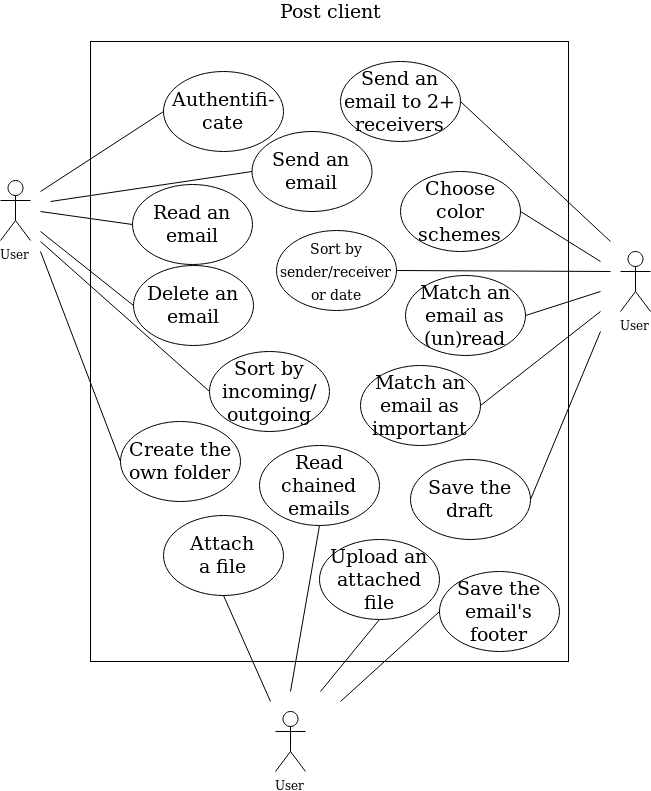 Post client
Authentifi-
cate
Send an
email to 2+
receivers
Send an
email
Read an
email
Choose
color
schemes
User
Sort by
sender/receiver
or date
Delete an
email
Match an
email as
(un)read
User
Sort by
incoming/
outgoing
Match an
email as
important
Create the
own folder
Read
chained
emails
Save the
draft
Attach
a file
Upload an
attached
file
Save the
email's
footer
User